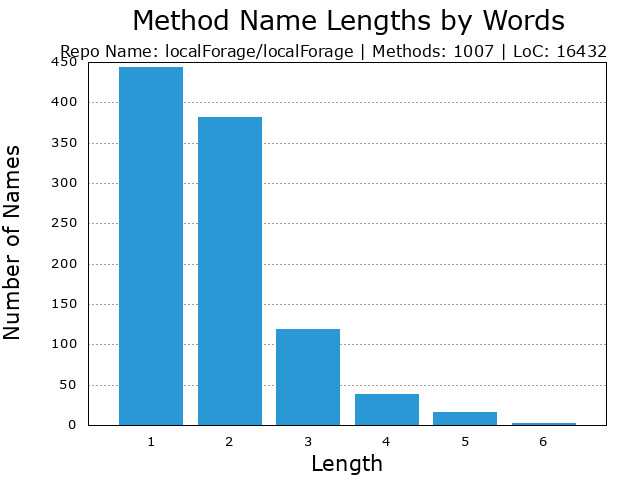 Method Name Lengths by Words
Repo Name: localForage/localForage | Methods: 1007 | LoC: 16432
Number of Names
450
400
350
300
250
200
150
100
50
0
1 2 3 4 5 6
Length